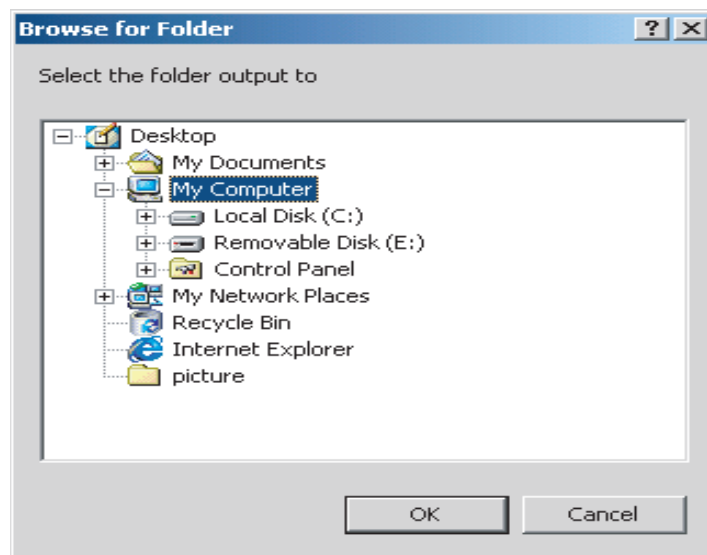 Browse for Folder
Select the folder output to
Desktop
My Documents
My Computer
Local Disk (C:)
Removable Disk (E:)
Control Panel
My Network Places
Recycle Bin
Internet Explorer
picture
OK Cancel